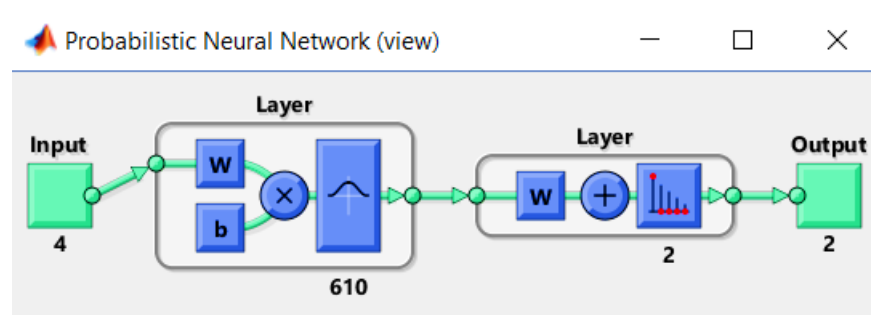 Probabilistic Neural Network (view)
Layer
Input
W
b
4
610
Layer
W
2
Output
2